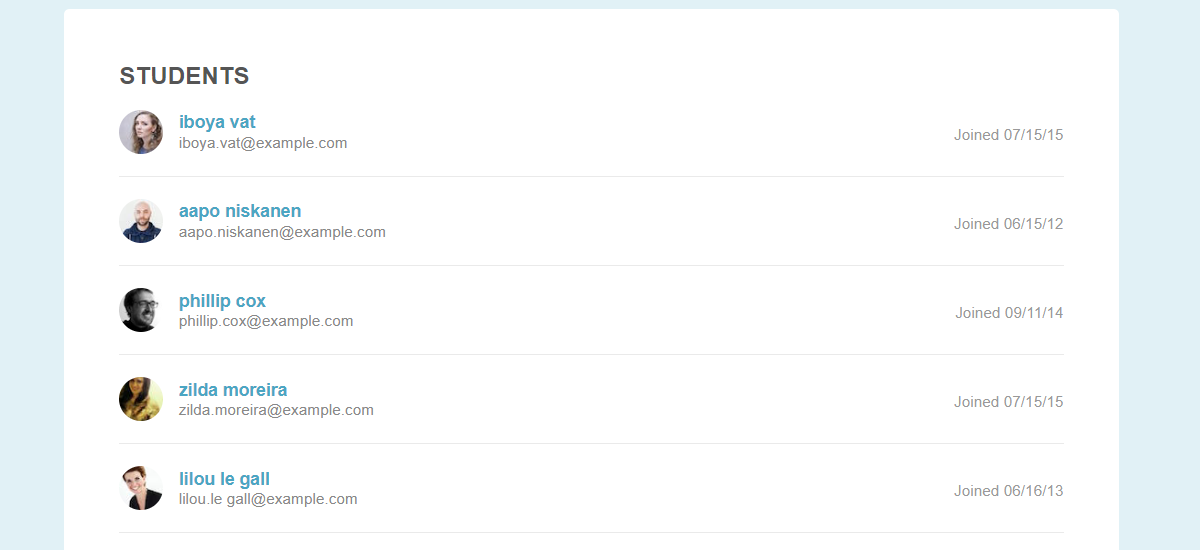 STUDENTS
iboya vat
iboya.vat@example.com
Joined 07/15/15
aapo niskanen
aapo.niskanen@example.com
Joined 06/15/12
phillip cox
phillip.cox@example.com
Joined 09/11/14
zilda moreira
zilda.moreira@example.com
Joined 07/15/15
lilou le gall
lilou.le gall@example.com
Joined 06/16/13